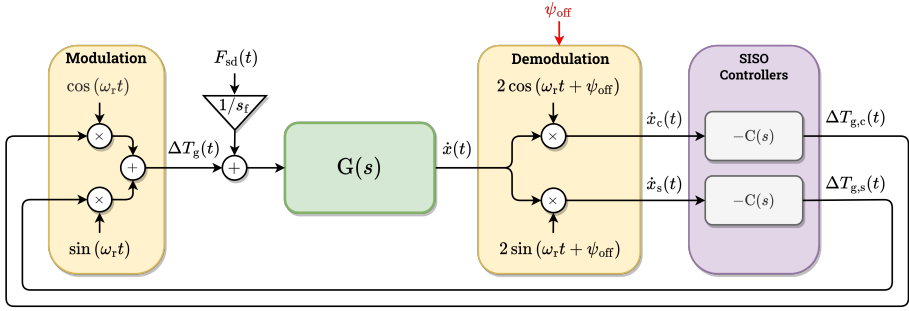 ψ_off
Modulation
cos (ω_r t)
×
+
×
sin (ω_r t)
ΔT_g(t)
F_sd(t)
1/s_f
+
G(s)
ẋ(t)
Demodulation
2 cos (ω_r t + ψ_off)
×
×
2 sin (ω_r t + ψ_off)
ẋ_c(t)
ẋ_s(t)
SISO
Controllers
−C(s)
−C(s)
ΔT_g,c(t)
ΔT_g,s(t)